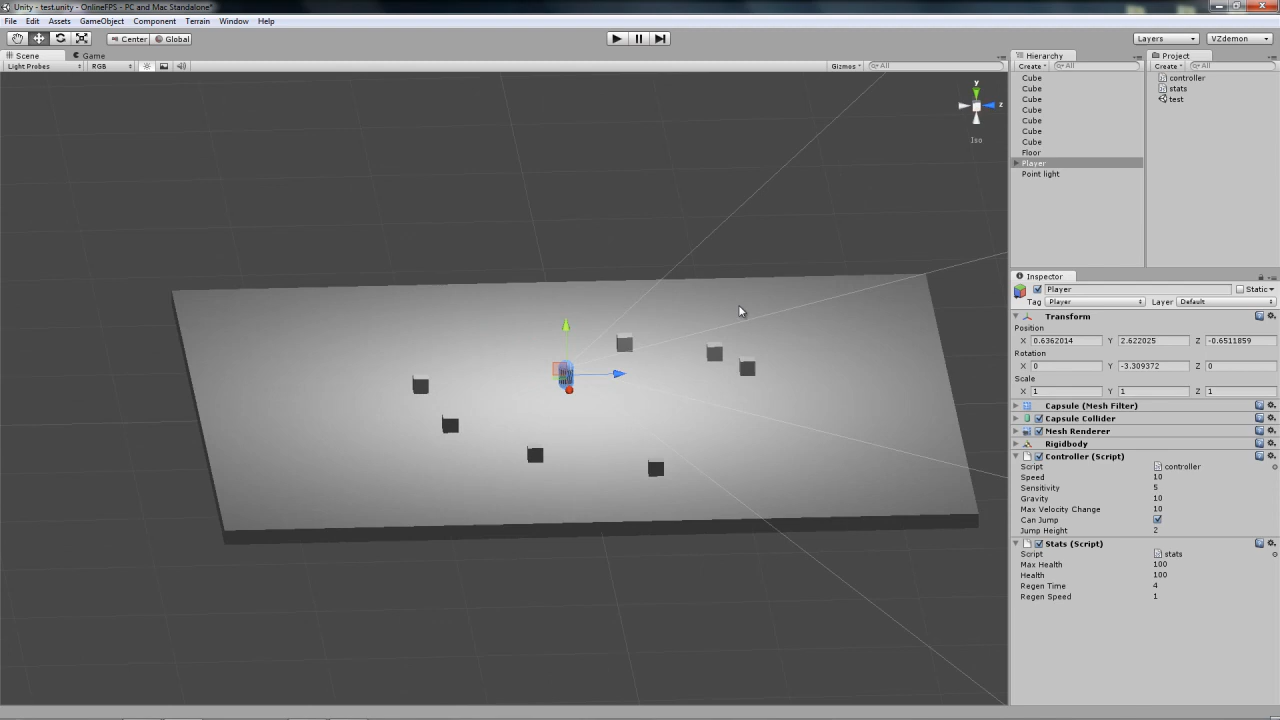 Unity - test.unity - OnlineFPS - PC and Mac Standalone*
File Edit Assets GameObject Component Terrain Window Help
Center Global Layers VZdemon
Scene Game
Light Probes RGB Gizmos All
y
z
Iso
Hierarchy
Create All
Cube
Cube
Cube
Cube
Cube
Cube
Cube
Floor
Player
Point light
Project
Create All
controller
stats
test
Inspector
Player Static
Tag Player Layer Default
Transform
Position
X 0.6362014 Y 2.622025 Z -0.6511859
Rotation
X 0 Y -3.309372 Z 0
Scale
X 1 Y 1 Z 1
Capsule (Mesh Filter)
Capsule Collider
Mesh Renderer
Rigidbody
Controller (Script)
Script controller
Speed 10
Sensitivity 5
Gravity 10
Max Velocity Change 10
Can Jump
Jump Height 2
Stats (Script)
Script stats
Max Health 100
Health 100
Regen Time 4
Regen Speed 1